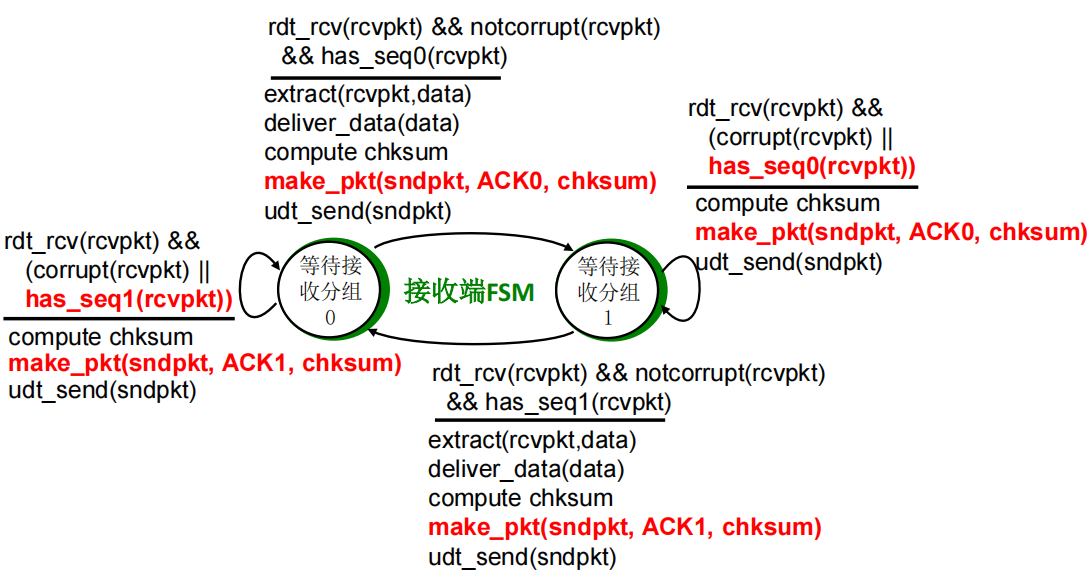 rdt_rcv(rcvpkt) && notcorrupt(rcvpkt)
&& has_seq0(rcvpkt)
extract(rcvpkt,data)
deliver_data(data)
compute chksum
make_pkt(sndpkt, ACK0, chksum)
udt_send(sndpkt)
rdt_rcv(rcvpkt) &&
(corrupt(rcvpkt) ||
has_seq0(rcvpkt))
compute chksum
make_pkt(sndpkt, ACK0, chksum)
udt_send(sndpkt)
rdt_rcv(rcvpkt) &&
(corrupt(rcvpkt) ||
has_seq1(rcvpkt))
compute chksum
make_pkt(sndpkt, ACK1, chksum)
udt_send(sndpkt)
等待接
收分组
0
接收端FSM
等待接
收分组
1
rdt_rcv(rcvpkt) && notcorrupt(rcvpkt)
&& has_seq1(rcvpkt)
extract(rcvpkt,data)
deliver_data(data)
compute chksum
make_pkt(sndpkt, ACK1, chksum)
udt_send(sndpkt)